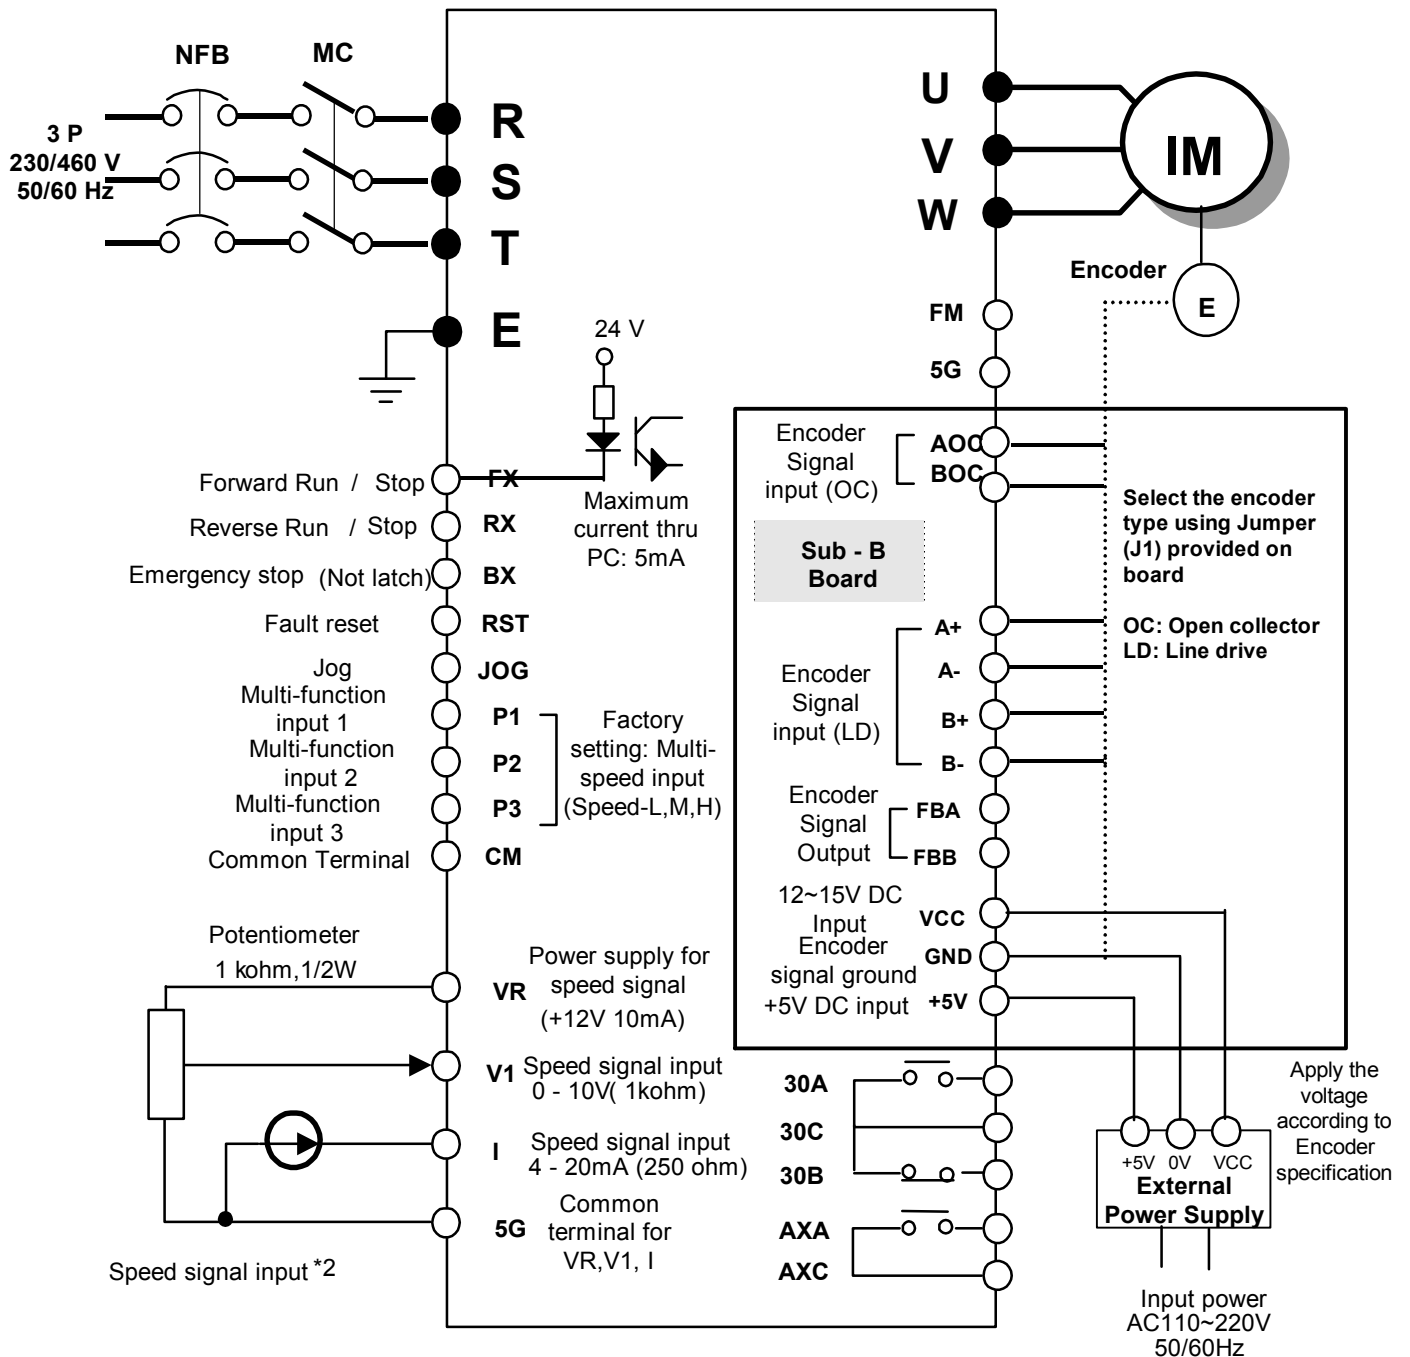 NFB
MC
3 P
230/460 V
50/60 Hz
R
S
T
E
U
V
W
IM
Encoder
E
FM
5G
24 V
Maximum
current thru
PC: 5mA
Forward Run / Stop
FX
Reverse Run / Stop
RX
Emergency stop (Not latch)
BX
Fault reset
RST
Jog
JOG
Multi-function
input 1
P1
Multi-function
input 2
P2
Multi-function
input 3
P3
Factory
setting: Multi-
speed input
(Speed-L,M,H)
Common Terminal
CM
Potentiometer
1 kohm,1/2W
VR
Power supply for
speed signal
(+12V 10mA)
V1
Speed signal input
0 - 10V( 1kohm)
I
Speed signal input
4 - 20mA (250 ohm)
5G
Common
terminal for
VR,V1, I
Speed signal input *2
Encoder
Signal
input (OC)
AOC
BOC
Sub - B
Board
Select the encoder
type using Jumper
(J1) provided on
board
OC: Open collector
LD: Line drive
Encoder
Signal
input (LD)
A+
A-
B+
B-
Encoder
Signal
Output
FBA
FBB
12~15V DC
Input
VCC
Encoder
signal ground
GND
+5V DC input
+5V
30A
30C
30B
AXA
AXC
Apply the
voltage
according to
Encoder
specification
+5V 0V VCC
External
Power Supply
Input power
AC110~220V
50/60Hz